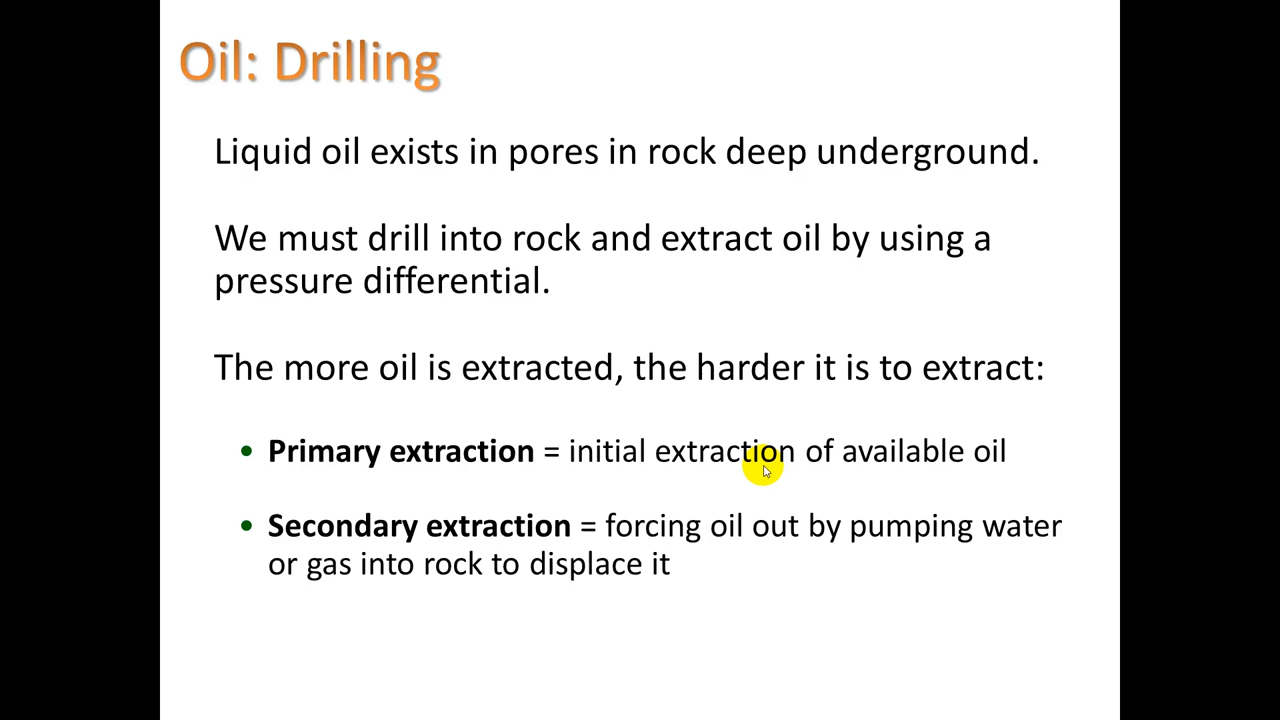 Oil: Drilling
Liquid oil exists in pores in rock deep underground.
We must drill into rock and extract oil by using a
pressure differential.
The more oil is extracted, the harder it is to extract:
• Primary extraction = initial extraction of available oil
• Secondary extraction = forcing oil out by pumping water
or gas into rock to displace it